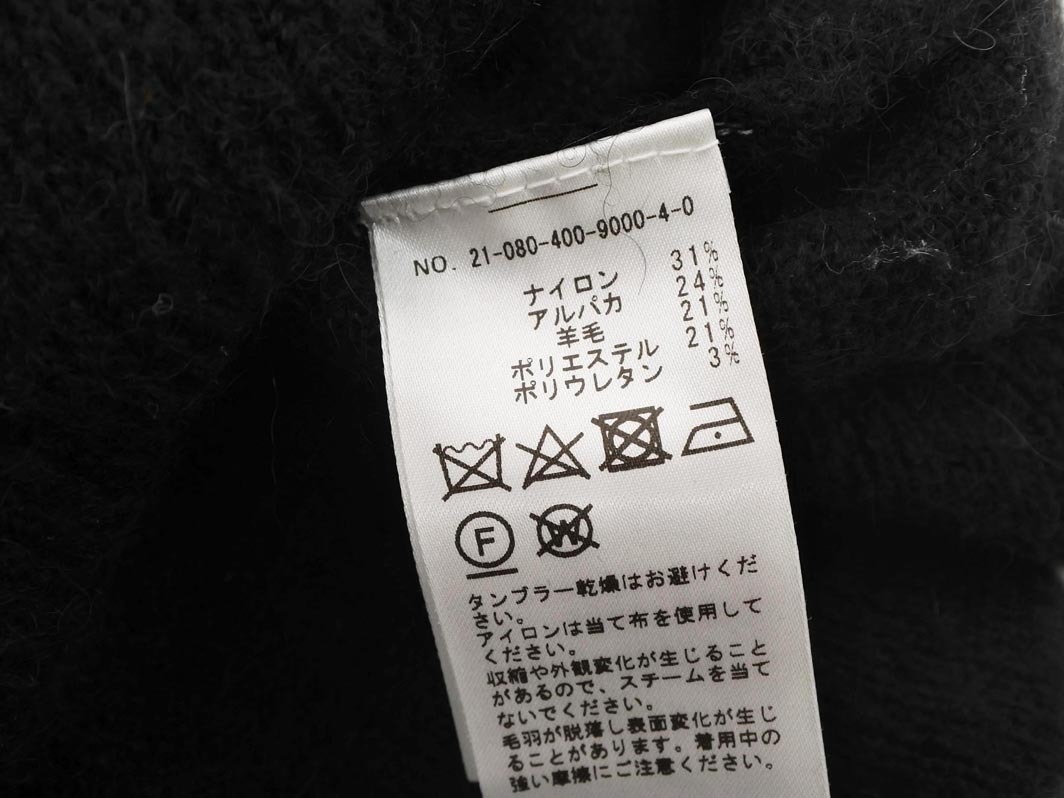 NO. 21-080-400-9000-4-0
ナイロン 31%
アルパカ 24%
羊毛 21%
ポリエステル 21%
ポリウレタン 3%
F W
タンブラー乾燥はお避けくだ
さい。
アイロンは当て布を使用して
ください。
収縮や外観変化が生じること
があるので、スチームを当て
ないでください。
毛羽が脱落し表面変化が生じ
ることがあります。着用中の
強い摩擦にご注意ください。